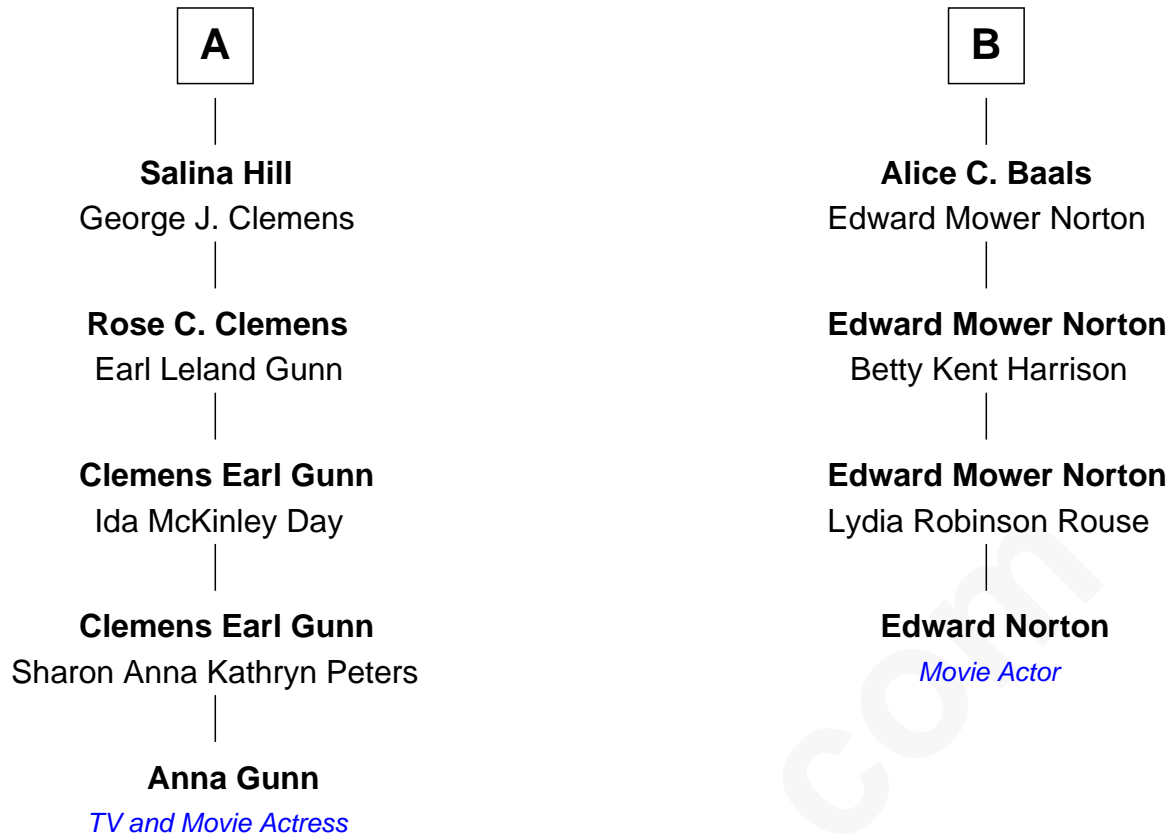 A
Salina Hill
George J. Clemens
Rose C. Clemens
Earl Leland Gunn
Clemens Earl Gunn
Ida McKinley Day
Clemens Earl Gunn
Sharon Anna Kathryn Peters
Anna Gunn
TV and Movie Actress
B
Alice C. Baals
Edward Mower Norton
Edward Mower Norton
Betty Kent Harrison
Edward Mower Norton
Lydia Robinson Rouse
Edward Norton
Movie Actor
com